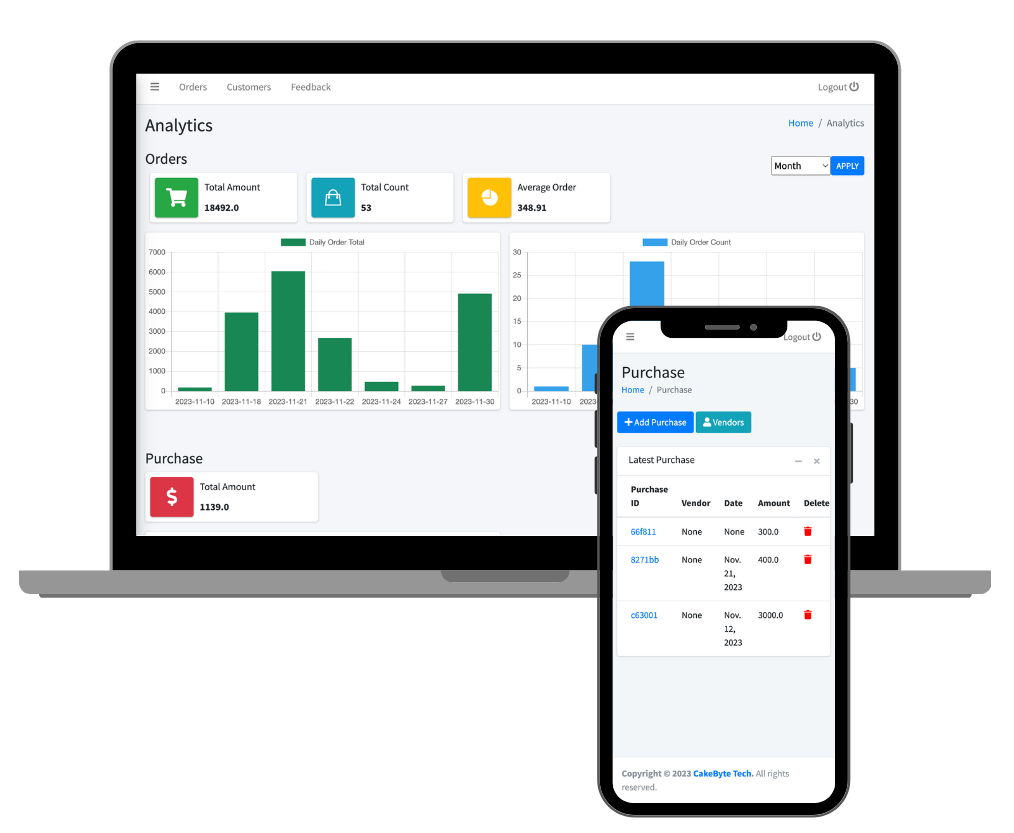 Orders Customers Feedback Logout
Analytics
Home / Analytics
Orders
Month APPLY
Total Amount
18492.0
Total Count
53
Average Order
348.91
Daily Order Total
7000
6000
5000
4000
3000
2000
1000
0
2023-11-10 2023-11-18 2023-11-21 2023-11-22 2023-11-24 2023-11-27 2023-11-30
Daily Order Count
30
25
20
15
10
5
0
2023-11-10 2023 30
Purchase
Total Amount
1139.0
Logout
Purchase
Home / Purchase
Add Purchase Vendors
Latest Purchase
Purchase
ID Vendor Date Amount Delete
66f811 None None 300.0
8271bb None Nov. 400.0
21,
2023
c63001 None Nov. 3000.0
12,
2023
Copyright © 2023 CakeByte Tech. All rights
reserved.